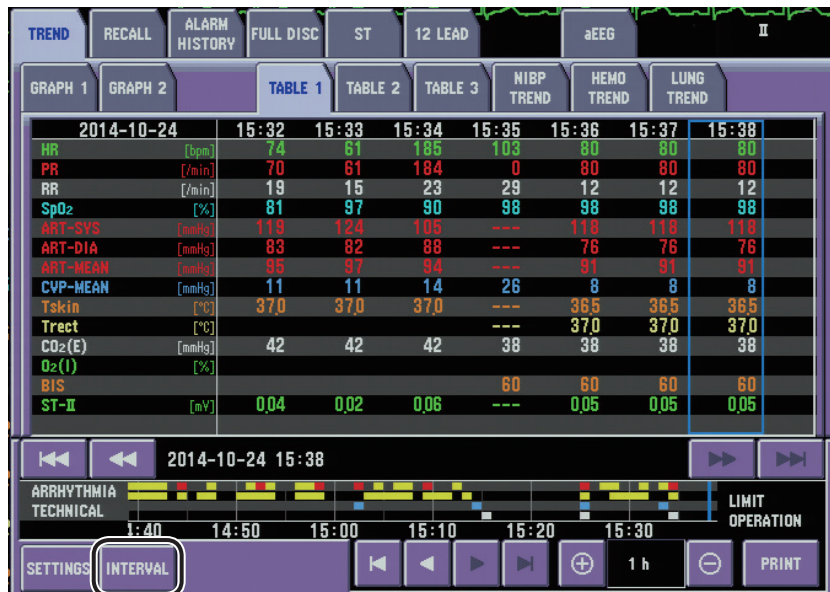 TREND RECALL ALARM HISTORY FULL DISC ST 12 LEAD aEEG II
GRAPH 1 GRAPH 2 TABLE 1 TABLE 2 TABLE 3 NIBP TREND HEMO TREND LUNG TREND
2014-10-24 15:32 15:33 15:34 15:35 15:36 15:37 15:38
HR [bpm] 74 61 185 103 80 80 80
PR [/min] 70 61 184 0 80 80 80
RR [/min] 19 15 23 29 12 12 12
SpO2 [%] 81 97 90 98 98 98 98
ART-SYS [mmHg] 119 124 105 --- 118 118 118
ART-DIA [mmHg] 83 82 88 --- 76 76 76
ART-MEAN [mmHg] 95 97 94 --- 91 91 91
CVP-MEAN [mmHg] 11 11 14 26 8 8 8
Tskin [°C] 37.0 37.0 37.0 --- 36.5 36.5 36.5
Trect [°C] --- 37.0 37.0 37.0
CO2(E) [mmHg] 42 42 42 38 38 38 38
O2(I) [%]
BIS 60 60 60 60
ST-II [mV] 0.04 0.02 0.06 --- 0.05 0.05 0.05
2014-10-24 15:38
ARRHYTHMIA
TECHNICAL
LIMIT
OPERATION
:40 14:50 15:00 15:10 15:20 15:30
SETTINGS INTERVAL 1 h PRINT